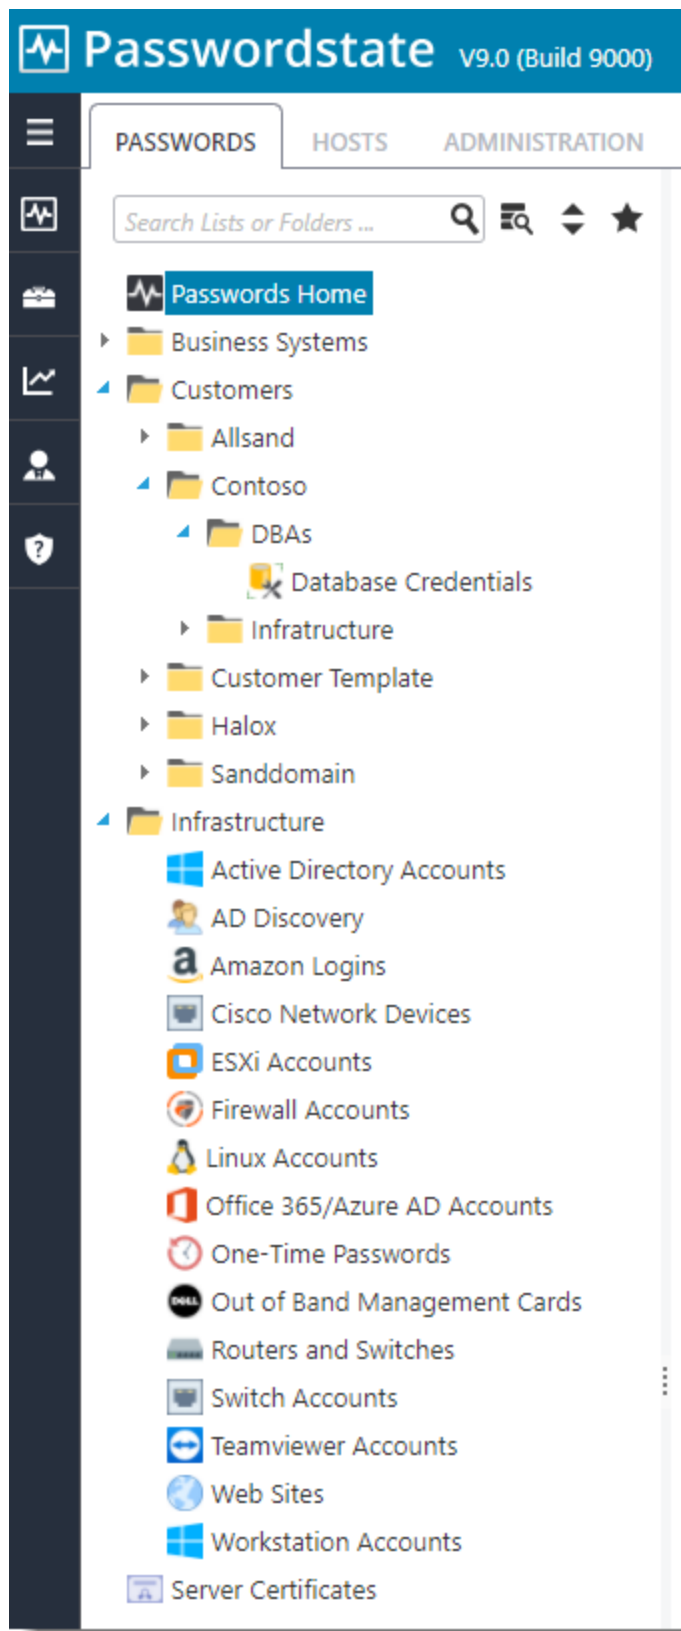 Passwordstate V9.0 (Build 9000)
PASSWORDS HOSTS ADMINISTRATION
Search Lists or Folders ...
Passwords Home
Business Systems
Customers
Allsand
Contoso
DBAs
Database Credentials
Infratructure
Customer Template
Halox
Sanddomain
Infrastructure
Active Directory Accounts
AD Discovery
a Amazon Logins
Cisco Network Devices
ESXi Accounts
Firewall Accounts
Linux Accounts
Office 365/Azure AD Accounts
One-Time Passwords
DELL Out of Band Management Cards
Routers and Switches
Switch Accounts
Teamviewer Accounts
Web Sites
Workstation Accounts
Server Certificates